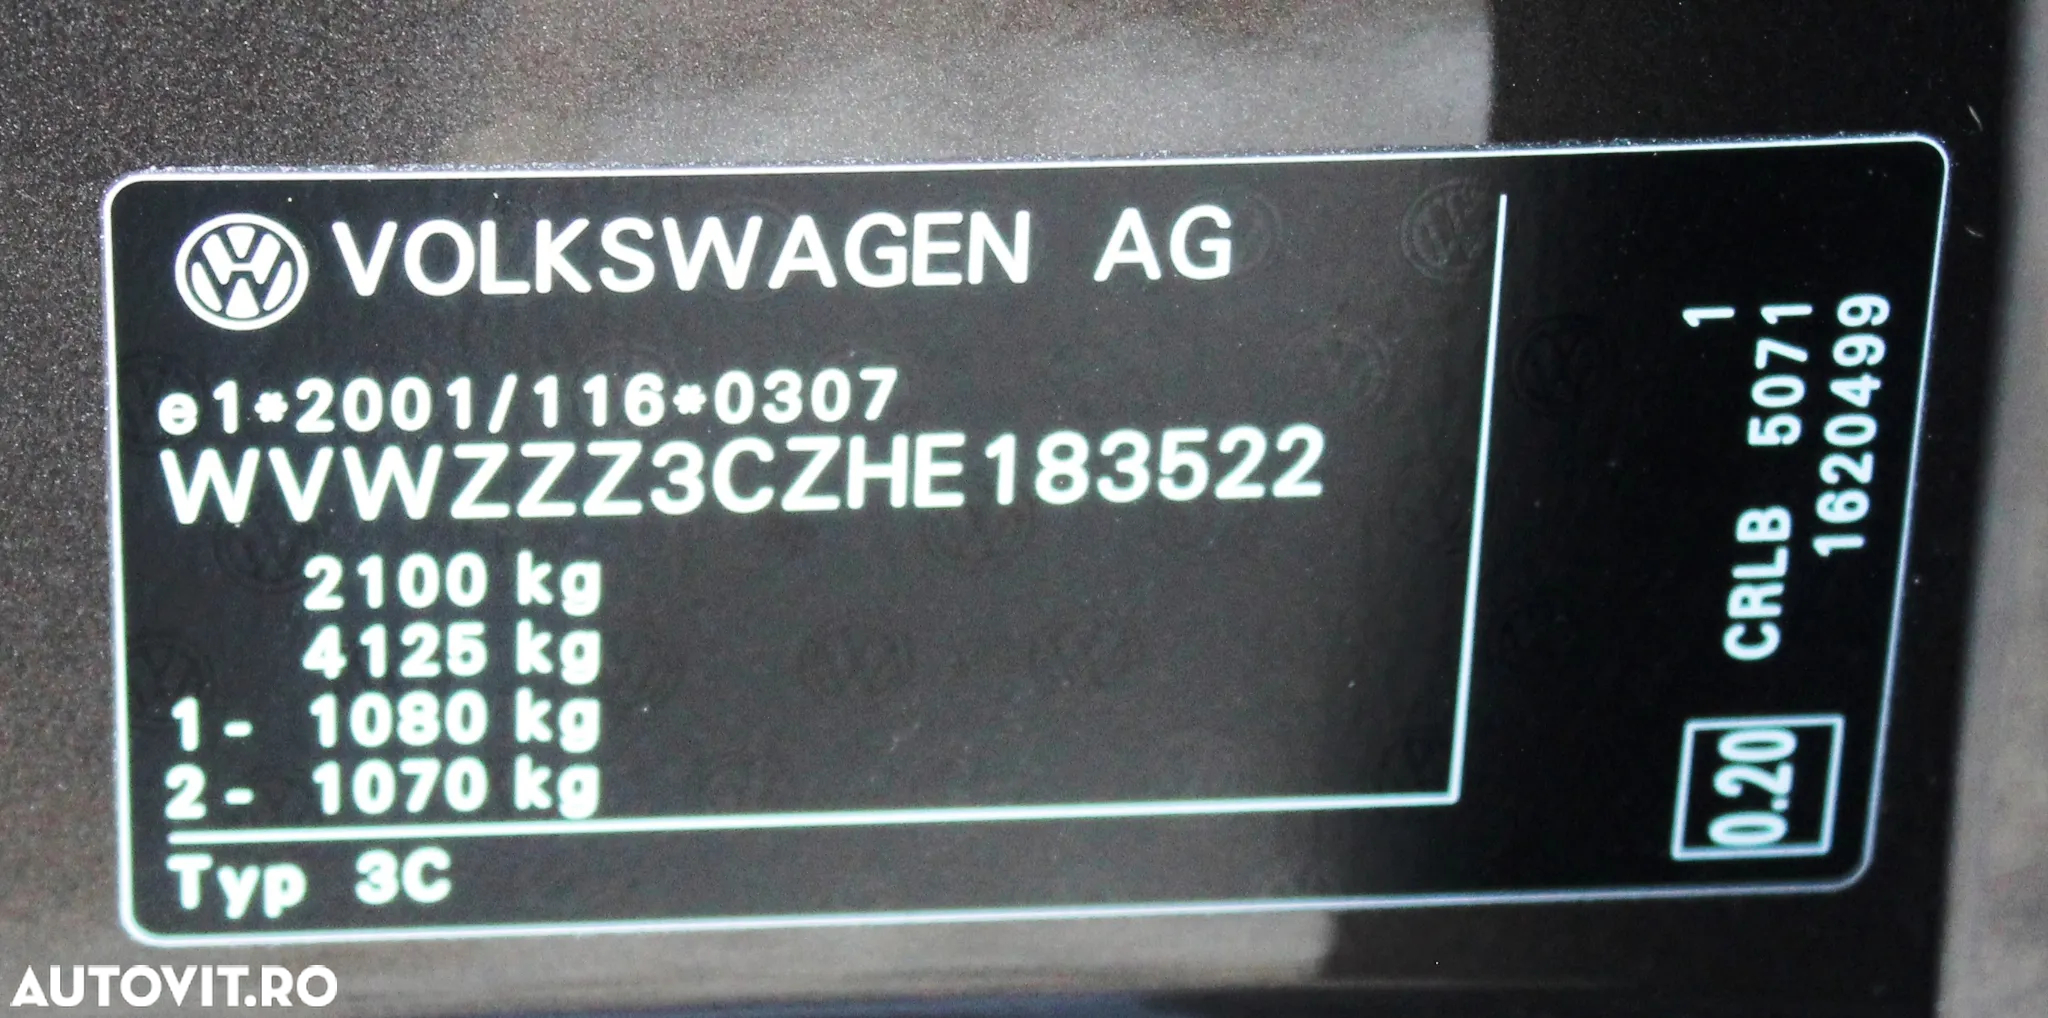 VOLKSWAGEN AG
e1*2001/116*0307
WVWZZZ3CZHE183522
2100 kg
4125 kg
1- 1080 kg
2- 1070 kg
Typ 3C
1
CRLB 5071
1620499
0.20
AUTOVIT.RO